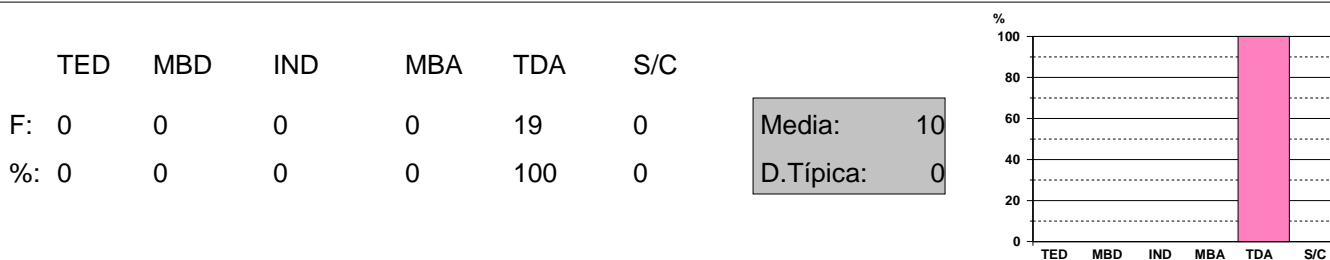 TED MBD IND MBA TDA S/C
F: 0 0 0 0 19 0
%: 0 0 0 0 100 0
Media: 10
D.Típica: 0
%
100
80
60
40
20
0
TED MBD IND MBA TDA S/C